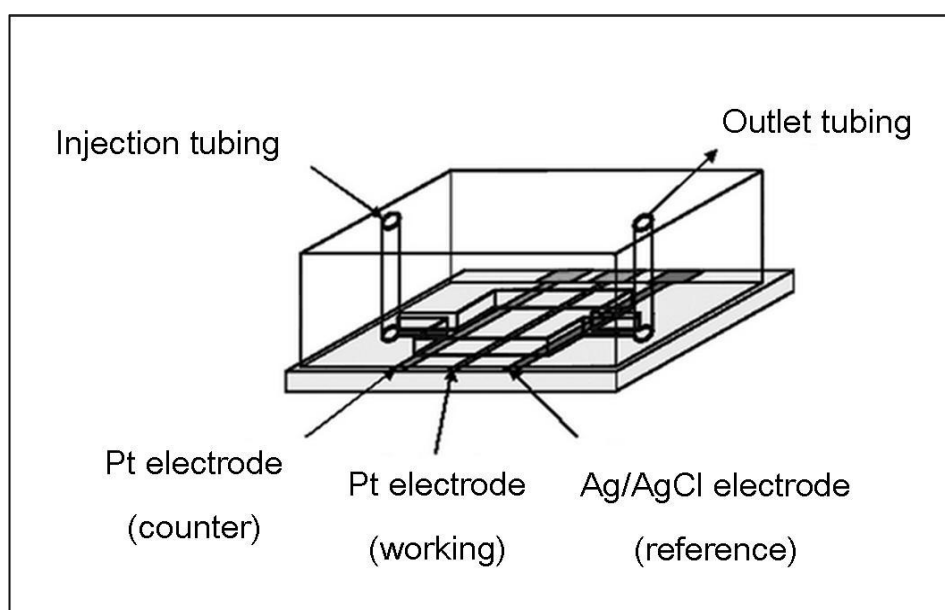 Injection tubing
Outlet tubing
Pt electrode
(counter)
Pt electrode
(working)
Ag/AgCl electrode
(reference)